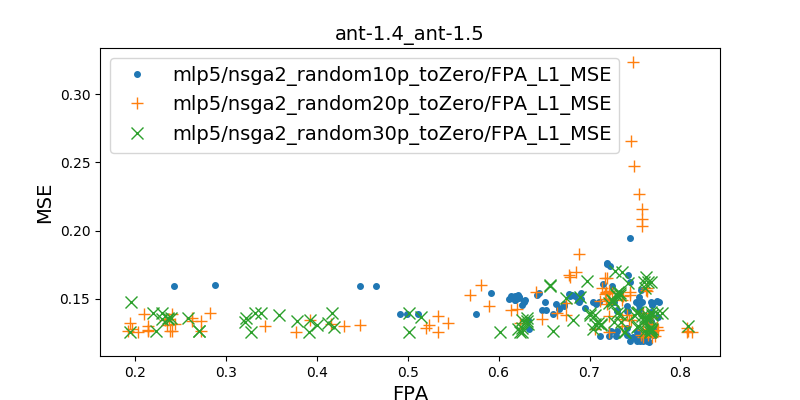 ant-1.4_ant-1.5
mlp5/nsga2_random10p_toZero/FPA_L1_MSE
mlp5/nsga2_random20p_toZero/FPA_L1_MSE
mlp5/nsga2_random30p_toZero/FPA_L1_MSE
MSE
0.30
0.25
0.20
0.15
0.2 0.3 0.4 0.5 0.6 0.7 0.8
FPA